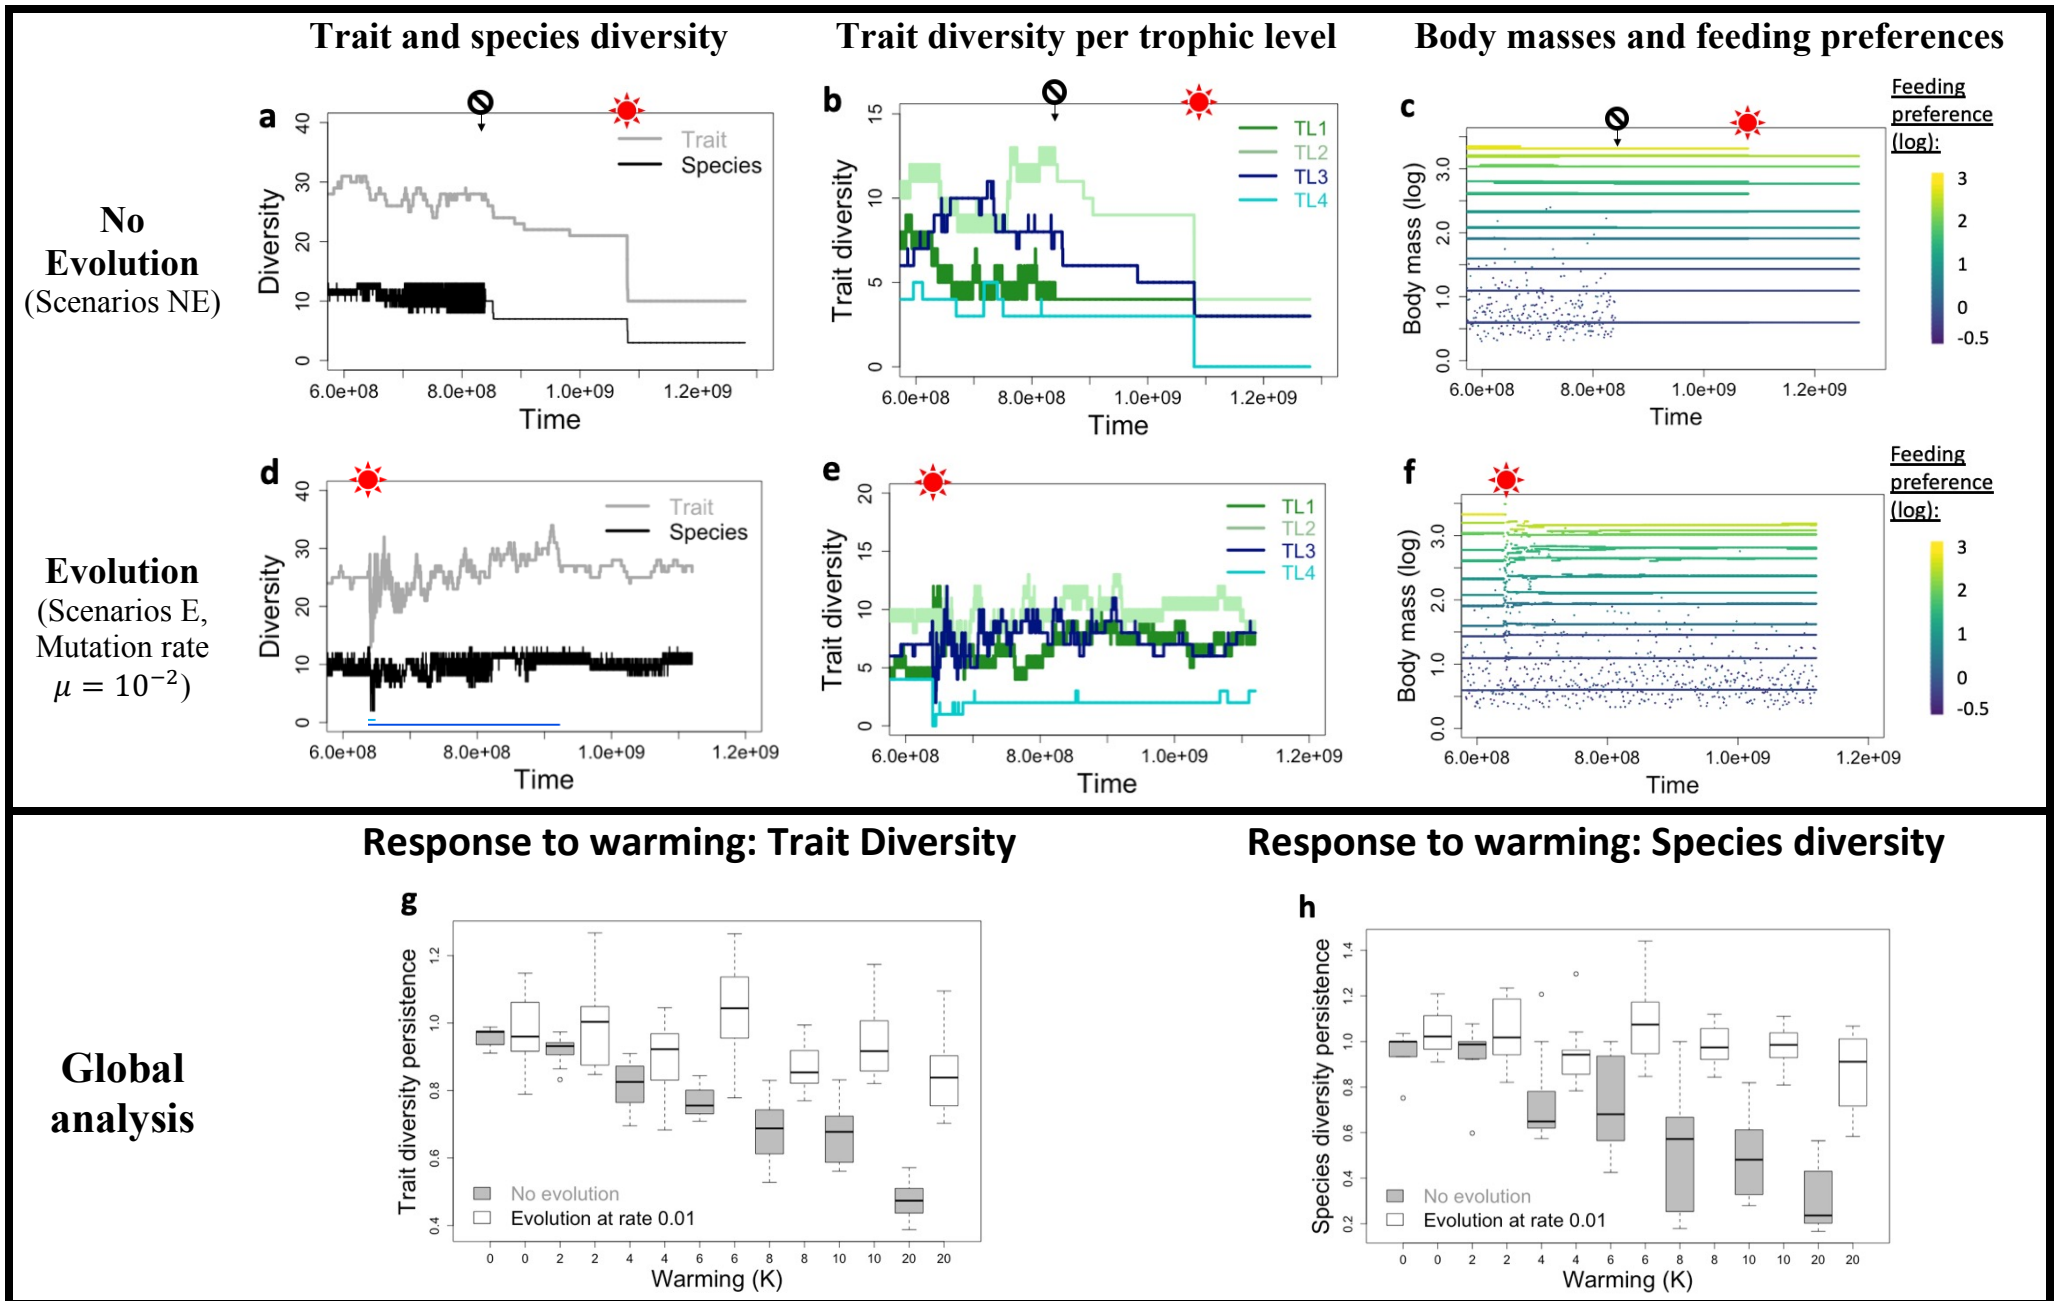 Trait and species diversity
Trait diversity per trophic level
Body masses and feeding preferences
No
Evolution
(Scenarios NE)
a
Diversity
40
30
20
10
0
Trait
Species
6.0e+08 8.0e+08 1.0e+09 1.2e+09
Time
b
Trait diversity
15
10
5
0
TL1
TL2
TL3
TL4
6.0e+08 8.0e+08 1.0e+09 1.2e+09
Time
c
Body mass (log)
3.0
2.0
1.0
0.0
6.0e+08 8.0e+08 1.0e+09 1.2e+09
Time
Feeding
preference
(log):
3
2
1
0
-0.5
Evolution
(Scenarios E,
Mutation rate
μ = 10⁻²)
d
Diversity
40
30
20
10
0
Trait
Species
6.0e+08 8.0e+08 1.0e+09 1.2e+09
Time
e
Trait diversity
20
15
10
5
0
TL1
TL2
TL3
TL4
6.0e+08 8.0e+08 1.0e+09 1.2e+09
Time
f
Body mass (log)
3.0
2.0
1.0
0.0
6.0e+08 8.0e+08 1.0e+09 1.2e+09
Time
Feeding
preference
(log):
3
2
1
0
-0.5
Global
analysis
Response to warming: Trait Diversity
g
Trait diversity persistence
1.2
1.0
0.8
0.6
0.4
No evolution
Evolution at rate 0.01
0 0 2 2 4 4 6 6 8 8 10 10 20 20
Warming (K)
Response to warming: Species diversity
h
Species diversity persistence
1.4
1.2
1.0
0.8
0.6
0.4
0.2
No evolution
Evolution at rate 0.01
0 0 2 2 4 4 6 6 8 8 10 10 20 20
Warming (K)